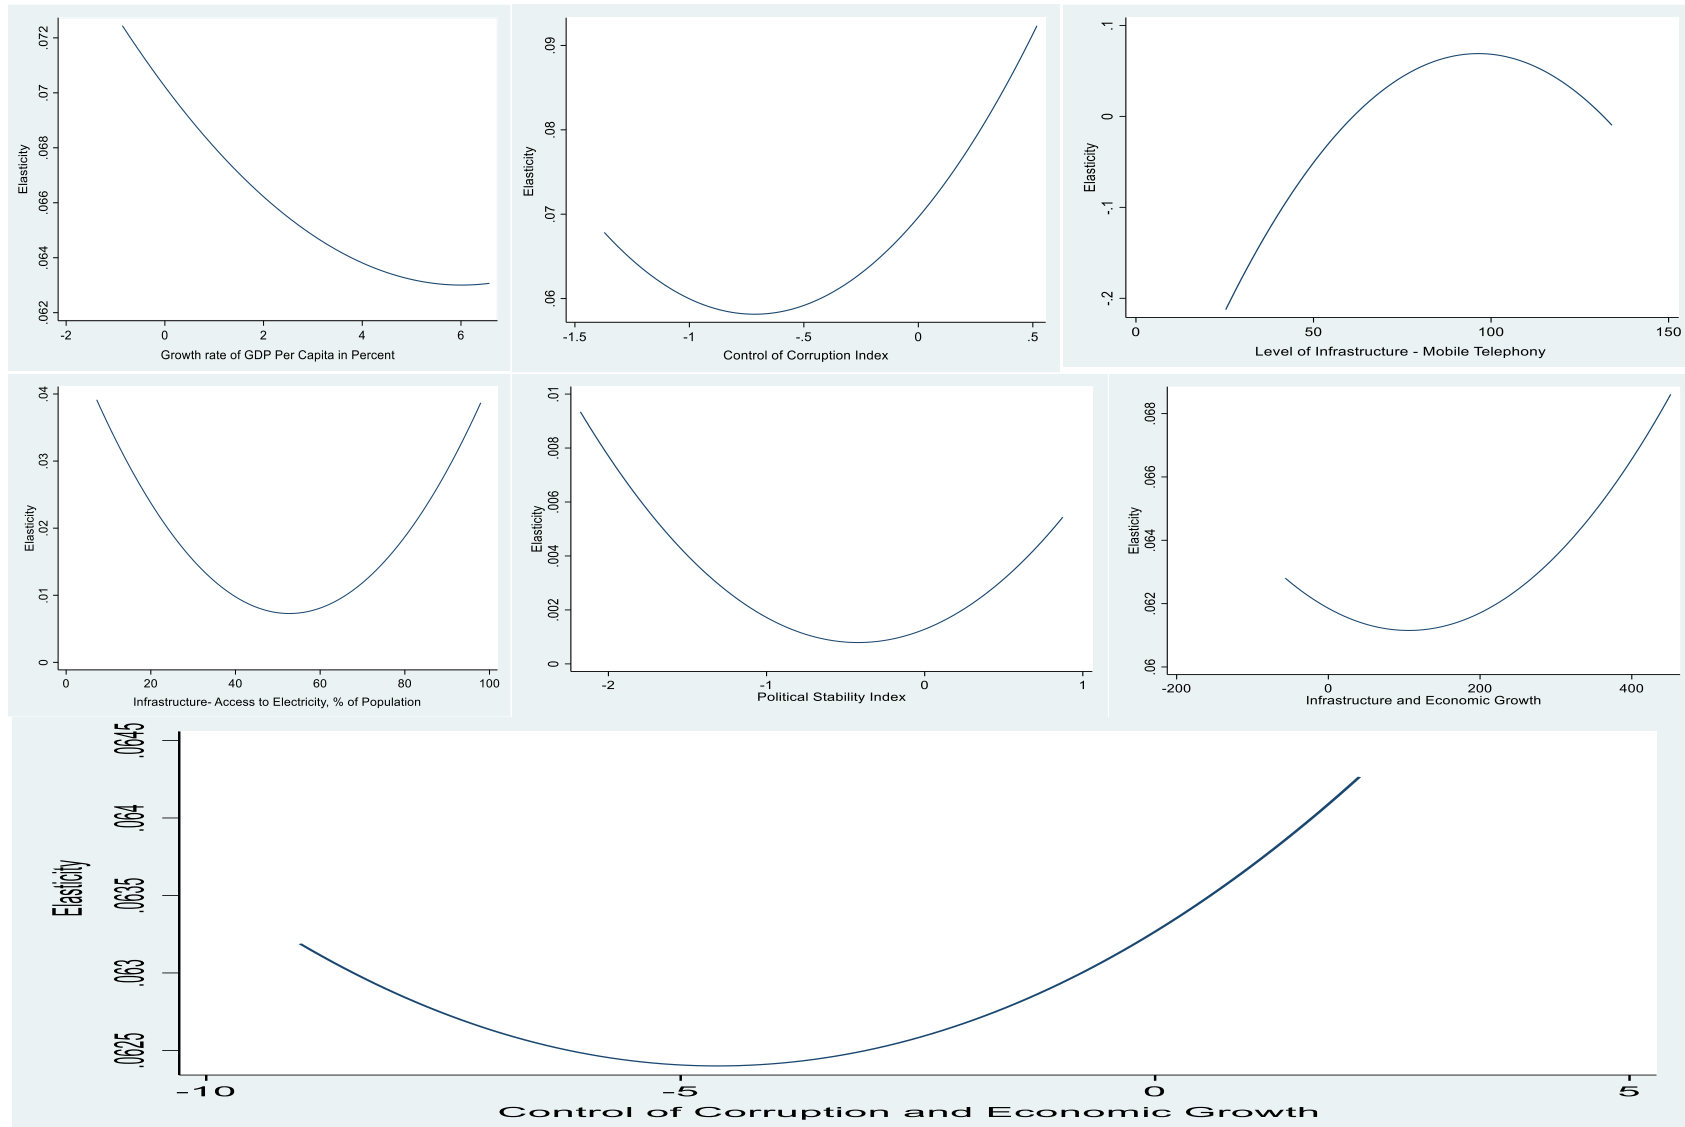 .072
.07
.068
.066
.064
.062
Elasticity
-2 0 2 4 6
Growth rate of GDP Per Capita in Percent
.09
.08
.07
.06
Elasticity
-1.5 -1 -.5 0 .5
Control of Corruption Index
.1
0
-.1
-.2
Elasticity
0 50 100 150
Level of Infrastructure - Mobile Telephony
.04
.03
.02
.01
0
Elasticity
0 20 40 60 80 100
Infrastructure- Access to Electricity, % of Population
.01
.008
.006
.004
.002
0
Elasticity
-2 -1 0 1
Political Stability Index
.068
.066
.064
.062
.06
Elasticity
-200 0 200 400
Infrastructure and Economic Growth
.0645
.064
.0635
.063
.0625
Elasticity
-10 -5 0 5
Control of Corruption and Economic Growth